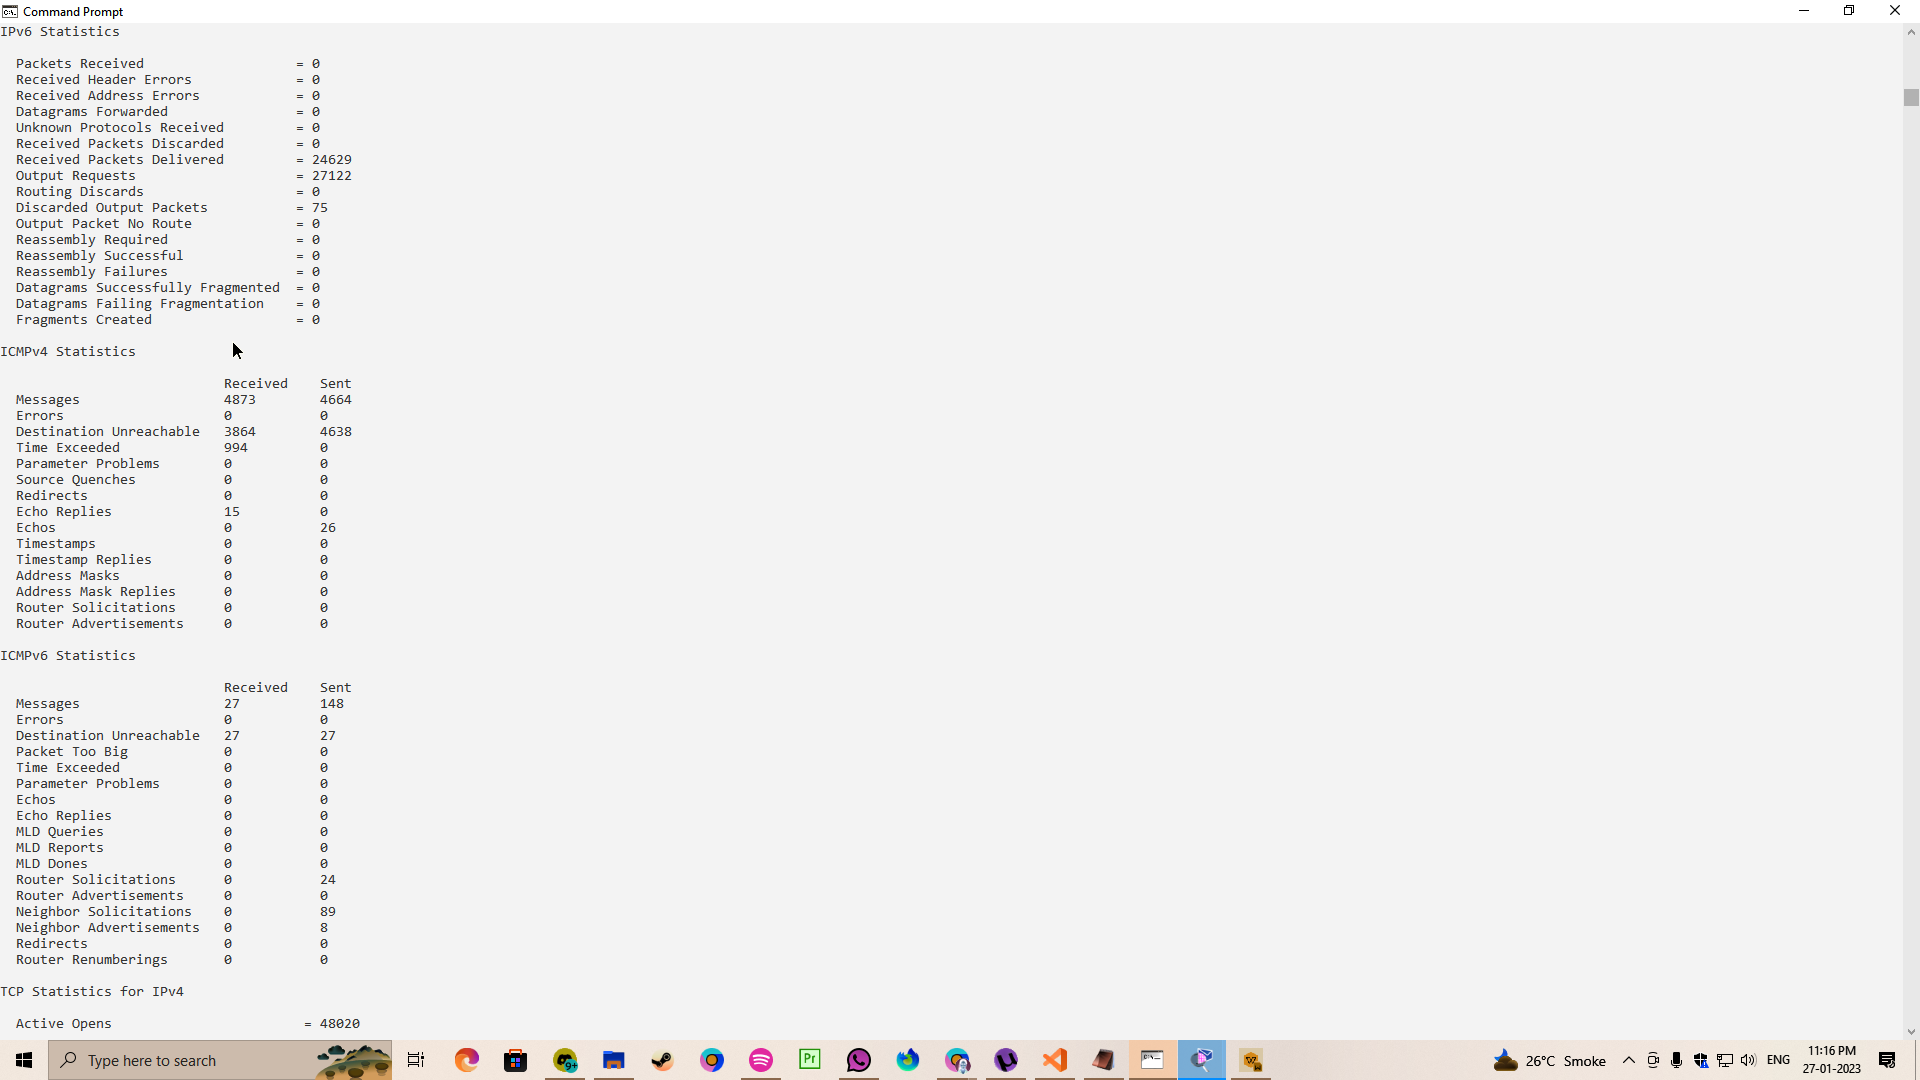 Command Prompt
IPv6 Statistics
Packets Received = 0
Received Header Errors = 0
Received Address Errors = 0
Datagrams Forwarded = 0
Unknown Protocols Received = 0
Received Packets Discarded = 0
Received Packets Delivered = 24629
Output Requests = 27122
Routing Discards = 0
Discarded Output Packets = 75
Output Packet No Route = 0
Reassembly Required = 0
Reassembly Successful = 0
Reassembly Failures = 0
Datagrams Successfully Fragmented = 0
Datagrams Failing Fragmentation = 0
Fragments Created = 0
ICMPv4 Statistics
Received Sent
Messages 4873 4664
Errors 0 0
Destination Unreachable 3864 4638
Time Exceeded 994 0
Parameter Problems 0 0
Source Quenches 0 0
Redirects 0 0
Echo Replies 15 0
Echos 0 26
Timestamps 0 0
Timestamp Replies 0 0
Address Masks 0 0
Address Mask Replies 0 0
Router Solicitations 0 0
Router Advertisements 0 0
ICMPv6 Statistics
Received Sent
Messages 27 148
Errors 0 0
Destination Unreachable 27 27
Packet Too Big 0 0
Time Exceeded 0 0
Parameter Problems 0 0
Echos 0 0
Echo Replies 0 0
MLD Queries 0 0
MLD Reports 0 0
MLD Dones 0 0
Router Solicitations 0 24
Router Advertisements 0 0
Neighbor Solicitations 0 89
Neighbor Advertisements 0 8
Redirects 0 0
Router Renumberings 0 0
TCP Statistics for IPv4
Active Opens = 48020
Type here to search
9+
Pr
26°C Smoke
ENG
11:16 PM
27-01-2023